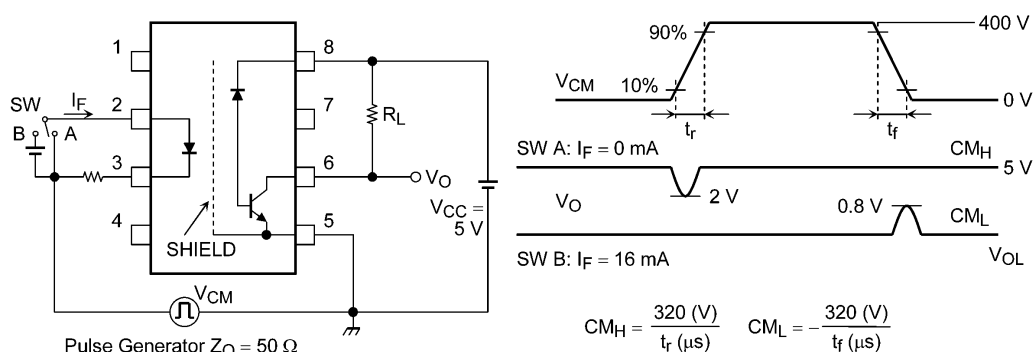 1
2
3
4
8
7
6
5
SW
I_F
B
A
R_L
V_O
V_CC =
5 V
SHIELD
V_CM
Pulse Generator Z_O = 50 Ω
V_CM
90%
10%
400 V
0 V
t_r
t_f
SW A: I_F = 0 mA
CM_H
5 V
V_O
2 V
0.8 V
CM_L
SW B: I_F = 16 mA
V_OL
CM_H = 320 (V) / t_r (μs)
CM_L = − 320 (V) / t_f (μs)